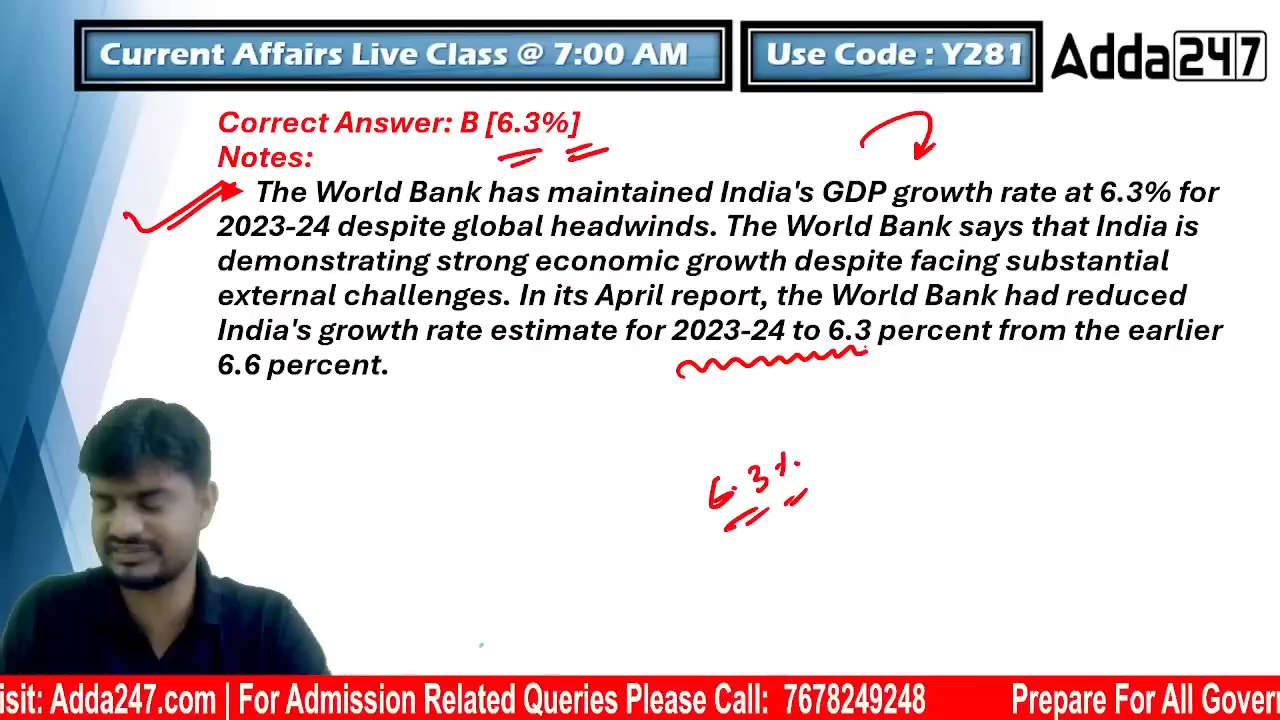 Current Affairs Live Class @ 7:00 AM
Use Code : Y281
Adda247
Correct Answer: B [6.3%]
Notes:
The World Bank has maintained India's GDP growth rate at 6.3% for
2023-24 despite global headwinds. The World Bank says that India is
demonstrating strong economic growth despite facing substantial
external challenges. In its April report, the World Bank had reduced
India's growth rate estimate for 2023-24 to 6.3 percent from the earlier
6.6 percent.
6.3%
isit: Adda247.com | For Admission Related Queries Please Call: 7678249248 Prepare For All Gover